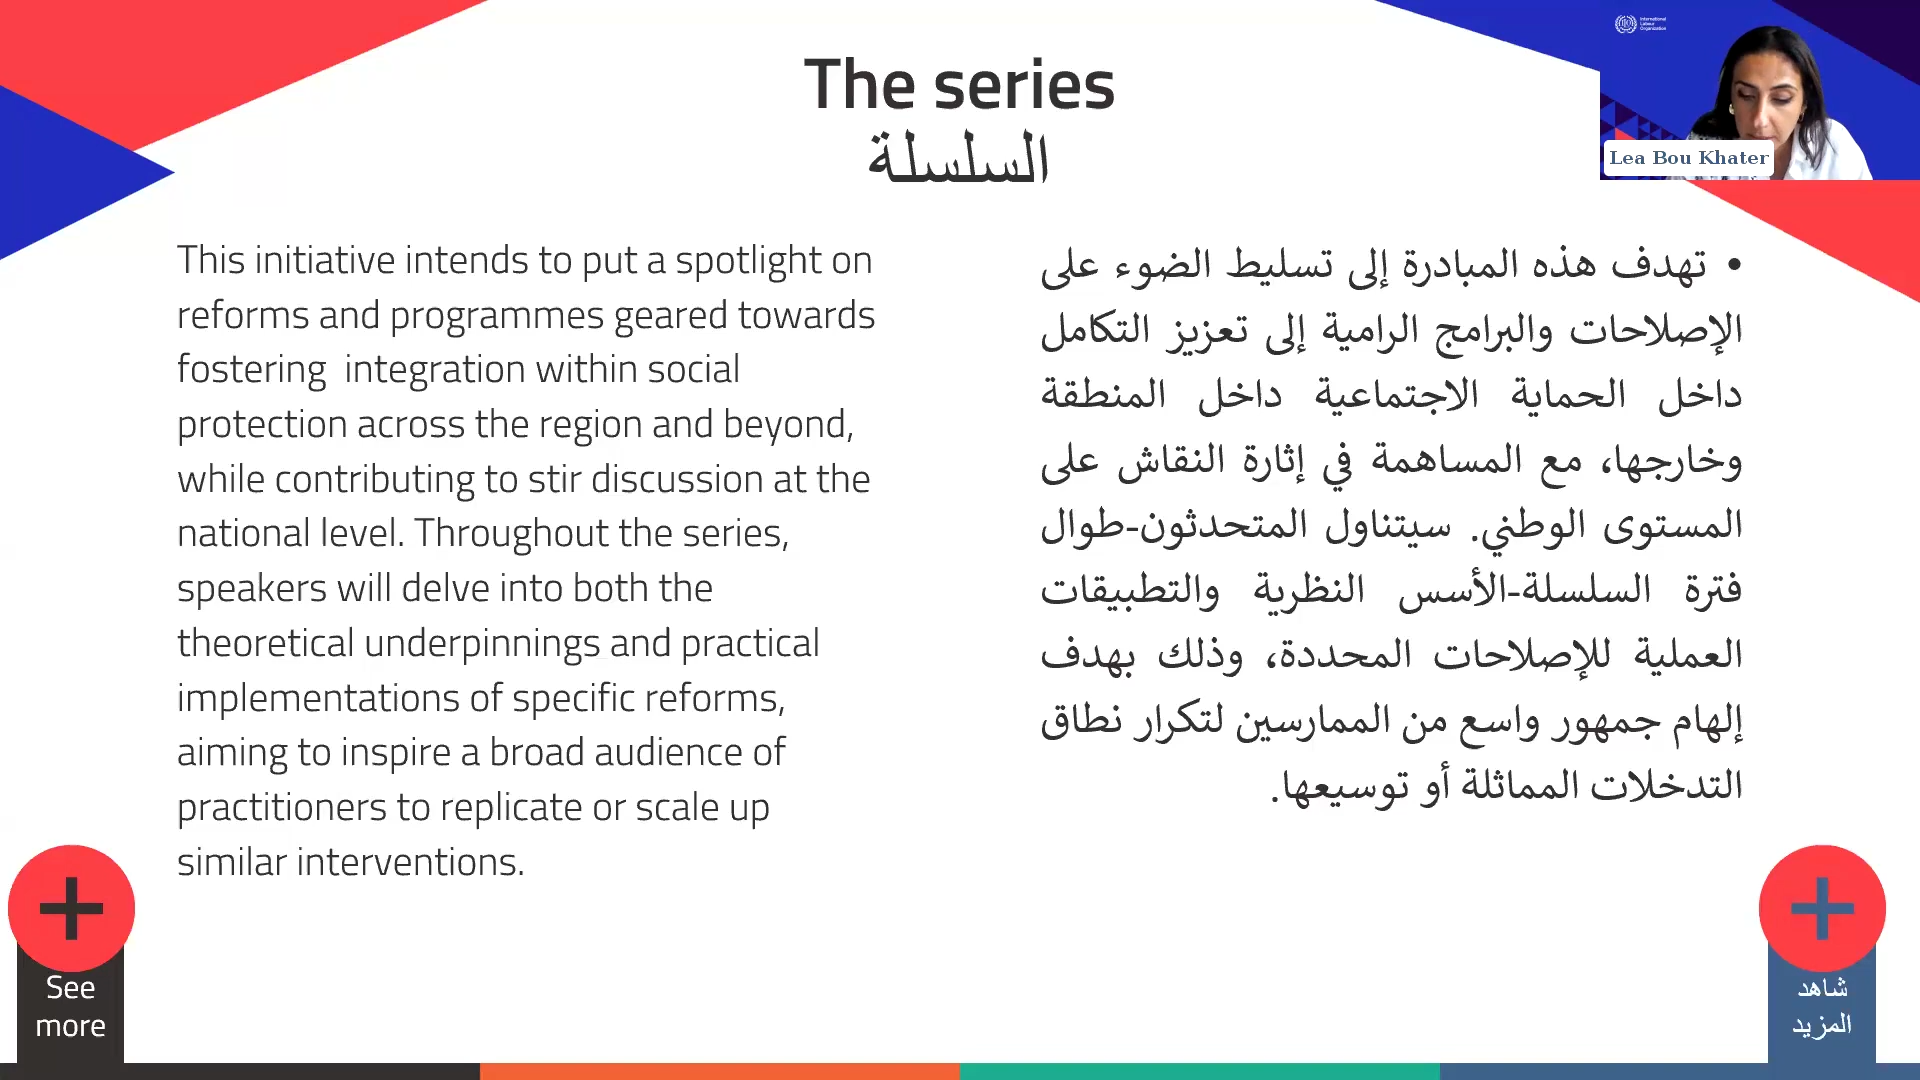 The series
السلسلة
International
Labour
Organization
Lea Bou Khater
This initiative intends to put a spotlight on
reforms and programmes geared towards
fostering  integration within social
protection across the region and beyond,
while contributing to stir discussion at the
national level. Throughout the series,
speakers will delve into both the
theoretical underpinnings and practical
implementations of specific reforms,
aiming to inspire a broad audience of
practitioners to replicate or scale up
similar interventions.
• تهدف هذه المبادرة إلى تسليط الضوء على
الإصلاحات والبرامج الرامية إلى تعزيز التكامل
داخل الحماية الاجتماعية داخل المنطقة
وخارجها، مع المساهمة في إثارة النقاش على
المستوى الوطني. سيتناول المتحدثون-طوال
فترة السلسلة-الأسس النظرية والتطبيقات
العملية للإصلاحات المحددة، وذلك بهدف
إلهام جمهور واسع من الممارسين لتكرار نطاق
التدخلات المماثلة أو توسيعها.
See
more
شاهد
المزيد